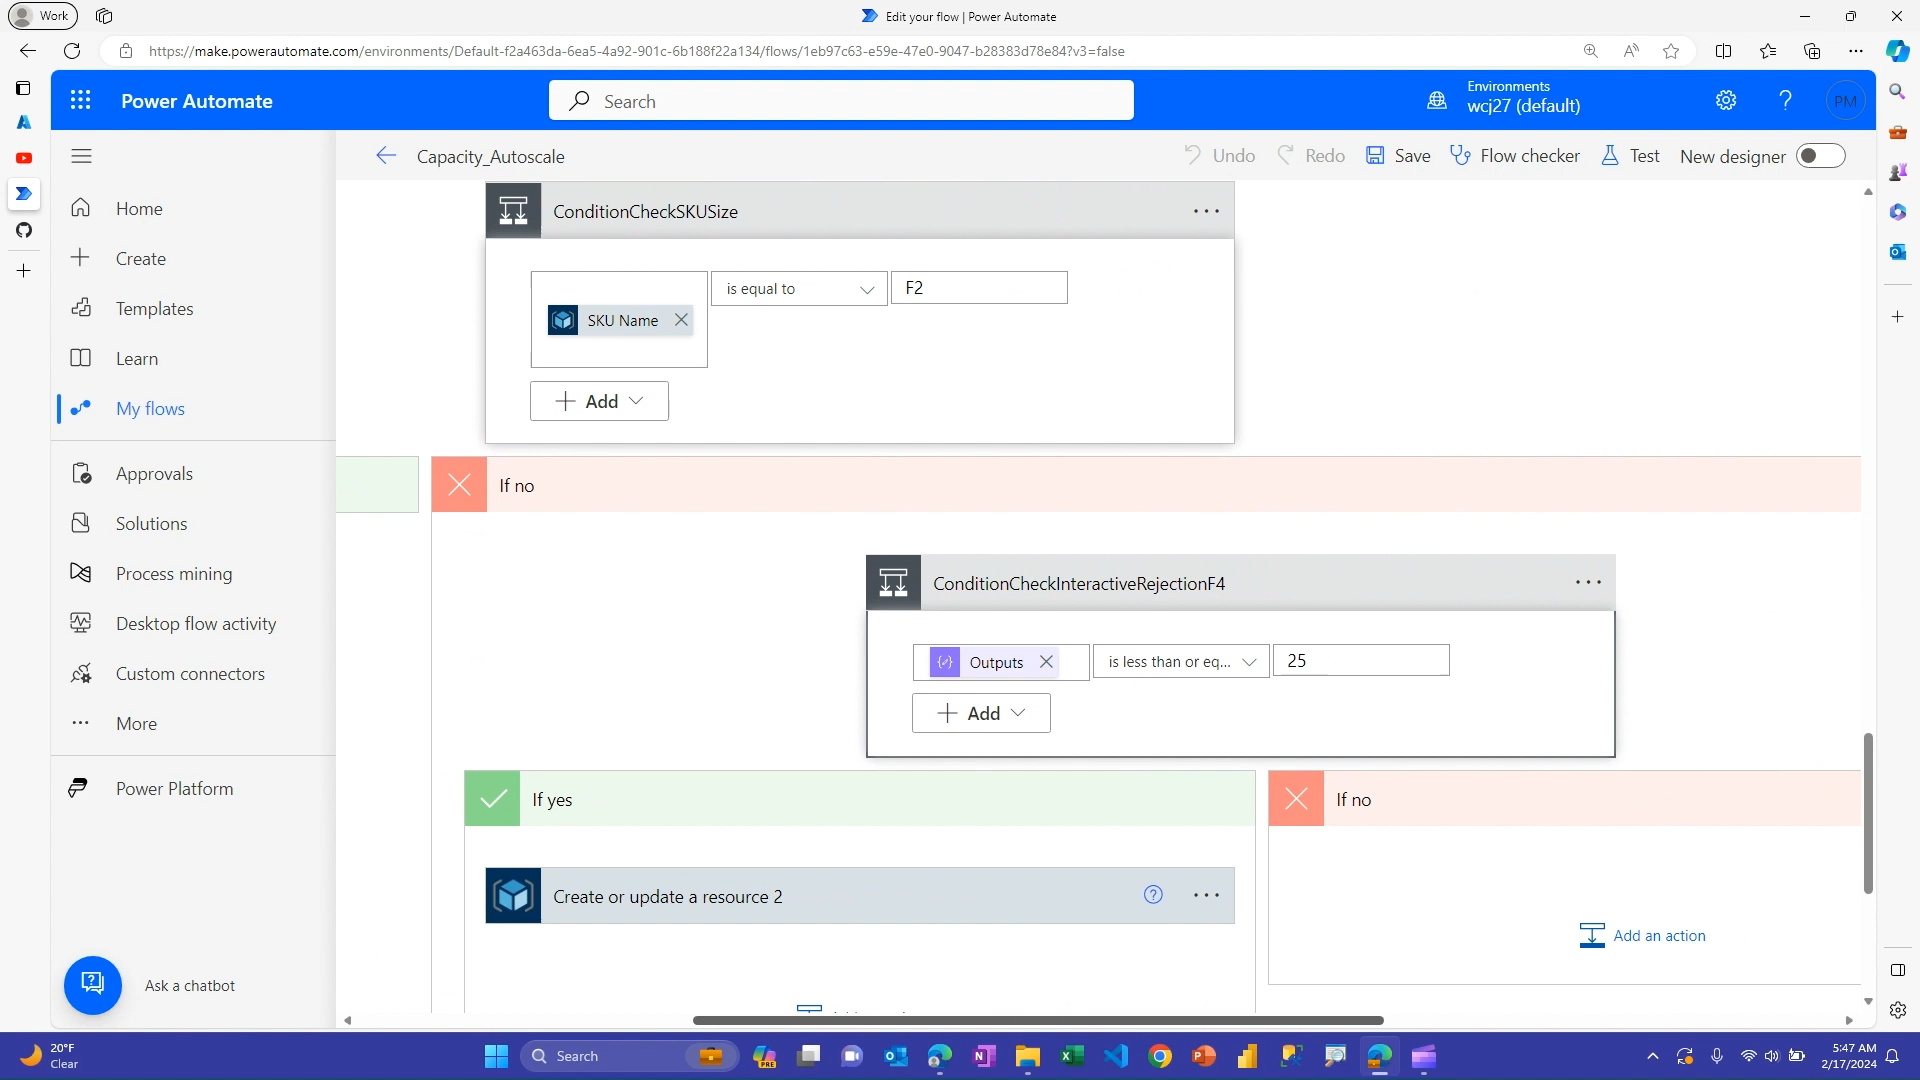 Work
Edit your flow | Power Automate
https://make.powerautomate.com/environments/Default-f2a463da-6ea5-4a92-901c-6b188f22a134/flows/1eb97c63-e59e-47e0-9047-b28383d78e84?v3=false
Power Automate
Search
Environments
wcj27 (default)
PM
Capacity_Autoscale
Undo
Redo
Save
Flow checker
Test
New designer
Home
Create
Templates
Learn
My flows
Approvals
Solutions
Process mining
Desktop flow activity
Custom connectors
More
Power Platform
Ask a chatbot
ConditionCheckSKUSize
SKU Name
is equal to
F2
Add
If no
ConditionCheckInteractiveRejectionF4
Outputs
is less than or eq...
25
Add
If yes
Create or update a resource 2
If no
Add an action
20°F
Clear
Search
PRE
5:47 AM
2/17/2024